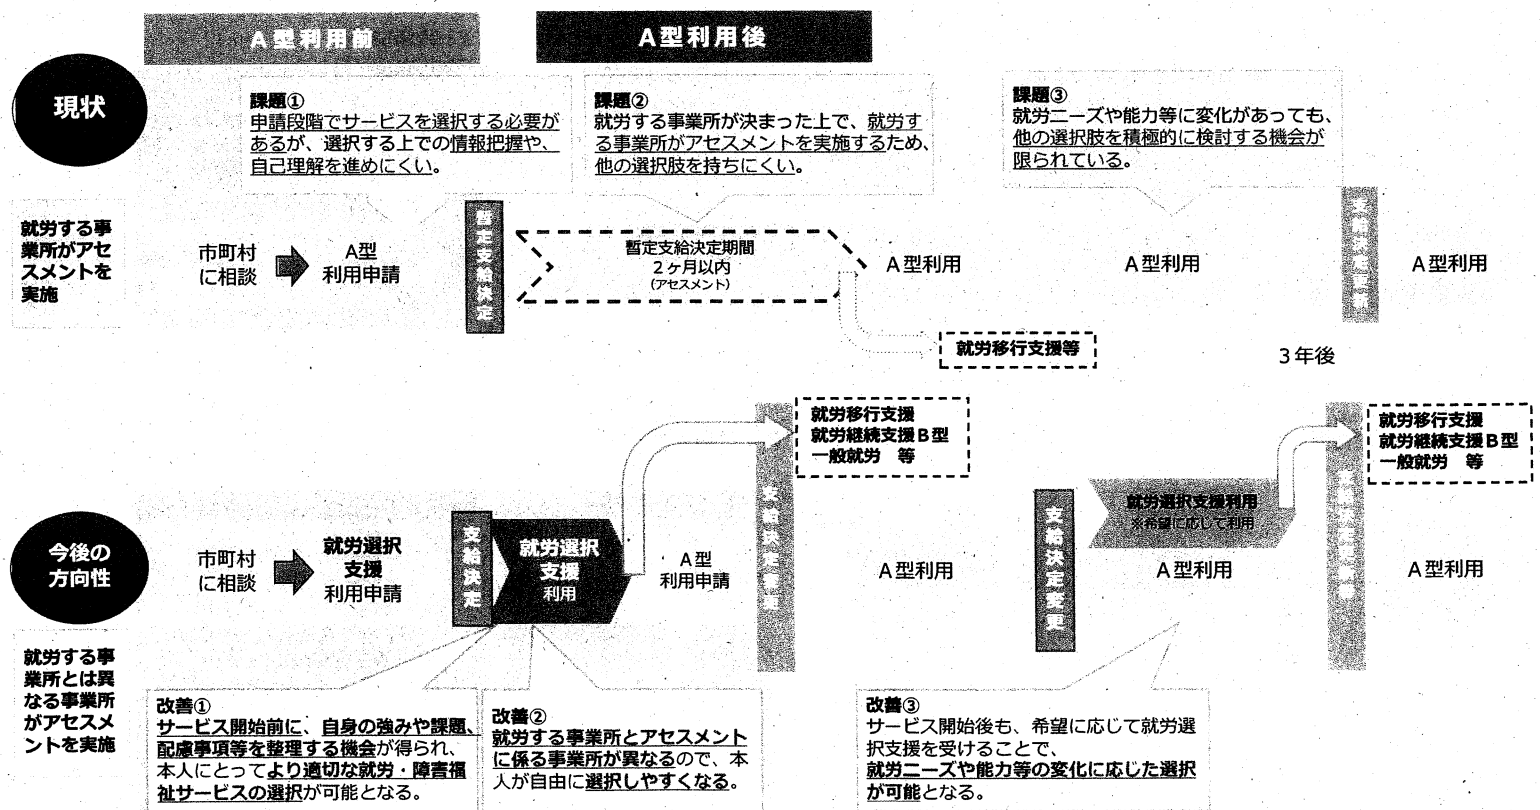 A型利用前
A型利用後
現状
課題①
申請段階でサービスを選択する必要が
あるが、選択する上での情報把握や、
自己理解を進めにくい。
課題②
就労する事業所が決まった上で、就労す
る事業所がアセスメントを実施するため、
他の選択肢を持ちにくい。
課題③
就労ニーズや能力等に変化があっても、
他の選択肢を積極的に検討する機会が
限られている。
就労する事
業所がアセ
スメントを
実施
市町村
に相談
A型
利用申請
暫定支給決定
暫定支給決定期間
2ヶ月以内
(アセスメント)
A型利用
A型利用
支給決定更新
A型利用
就労移行支援等
3年後
今後の
方向性
就労する事
業所とは異
なる事業所
がアセスメ
ントを実施
市町村
に相談
就労選択
支援
利用申請
支給決定
就労選択
支援
利用
A型
利用申請
支給決定変更
就労移行支援
就労継続支援B型
一般就労 等
A型利用
支給決定変更
就労選択支援利用
※希望に応じて利用
A型利用
就労移行支援
就労継続支援B型
一般就労 等
A型利用
改善①
サービス開始前に、自身の強みや課題、
配慮事項等を整理する機会が得られ、
本人にとってより適切な就労・障害福
祉サービスの選択が可能となる。
改善②
就労する事業所とアセスメント
に係る事業所が異なるので、本
人が自由に選択しやすくなる。
改善③
サービス開始後も、希望に応じて就労選
択支援を受けることで、
就労ニーズや能力等の変化に応じた選択
が可能となる。